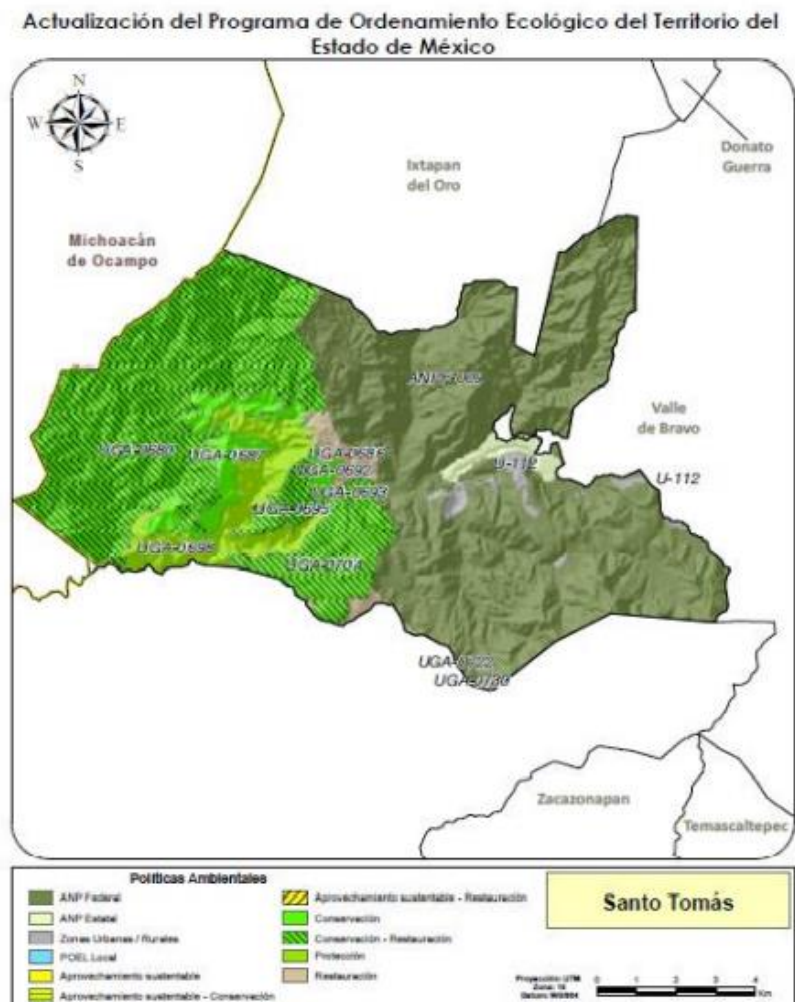 Actualización del Programa de Ordenamiento Ecológico del Territorio del
Estado de México
N
W E
S
Donato
Guerra
Ixtapan
del Oro
Michoacán
de Ocampo
Valle
de Bravo
UGA-0687
UGA-0686
UGA-0692
UGA-0693
UGA-0695
UGA-0704
U-112
U-112
Zacazonapan
Temascaltepec
Políticas Ambientales
ANP Federal
ANP Estatal
Zonas Urbanas / Rurales
POEL Local
Aprovechamiento sustentable
Aprovechamiento sustentable - Conservación
Aprovechamiento sustentable - Restauración
Conservación
Conservación - Restauración
Protección
Restauración
Santo Tomás
Proyección: UTM
0 1 2 3 4
Km